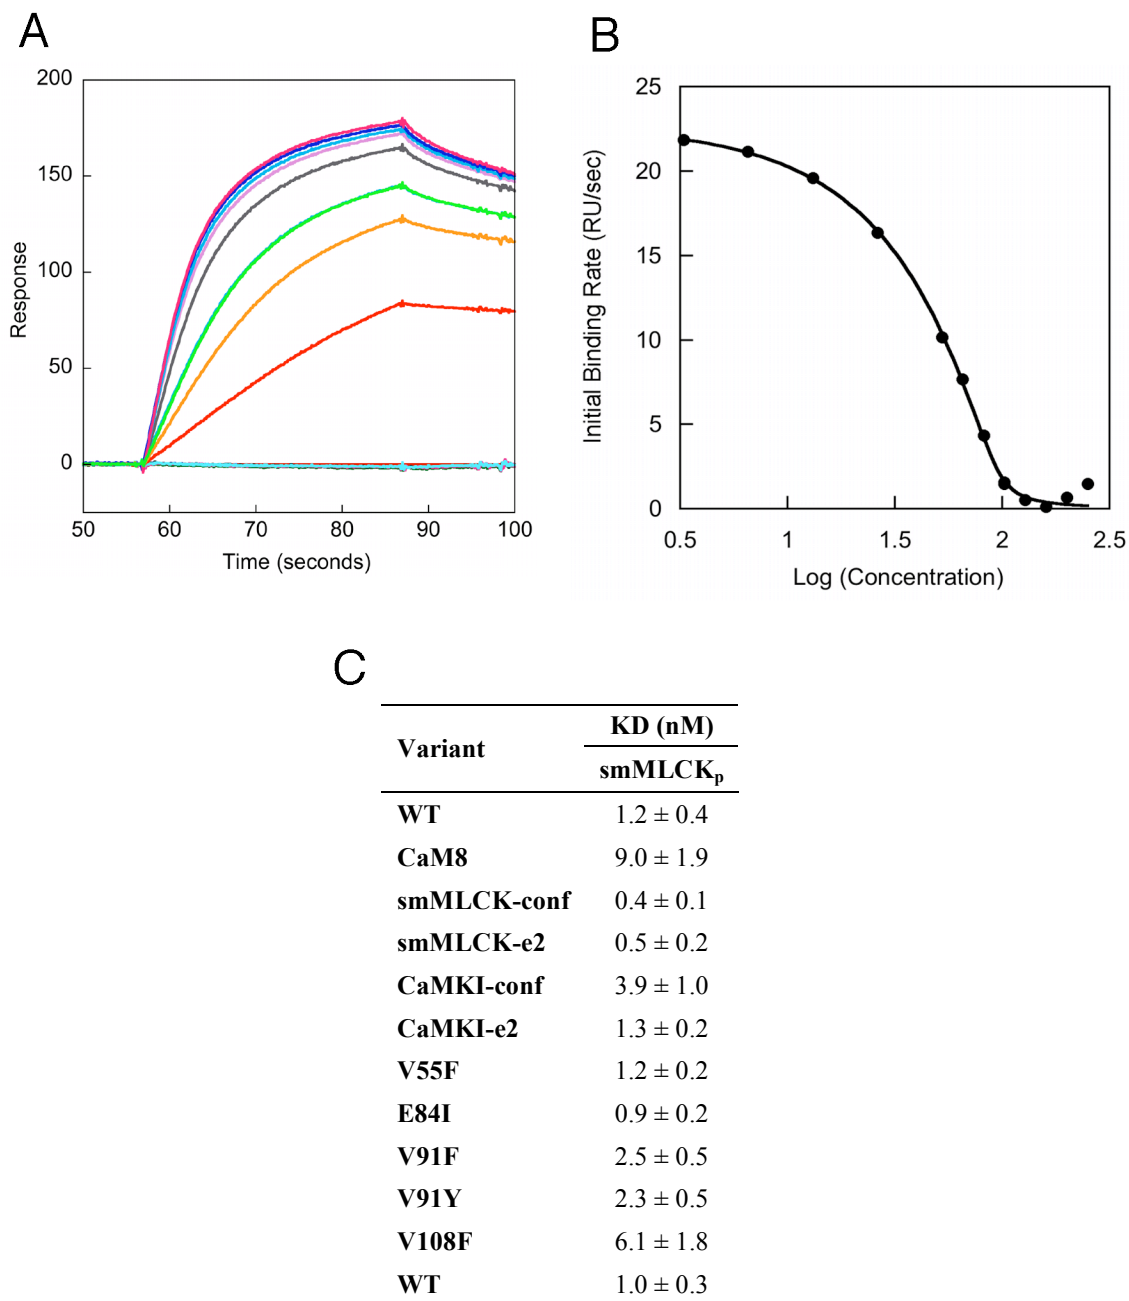 A
200
150
100
50
0
Response
50 60 70 80 90 100
Time (seconds)
B
25
20
15
10
5
0
Initial Binding Rate (RU/sec)
0.5 1 1.5 2 2.5
Log (Concentration)
C
Variant KD (nM)
smMLCKp
WT 1.2 ± 0.4
CaM8 9.0 ± 1.9
smMLCK-conf 0.4 ± 0.1
smMLCK-e2 0.5 ± 0.2
CaMKI-conf 3.9 ± 1.0
CaMKI-e2 1.3 ± 0.2
V55F 1.2 ± 0.2
E84I 0.9 ± 0.2
V91F 2.5 ± 0.5
V91Y 2.3 ± 0.5
V108F 6.1 ± 1.8
WT 1.0 ± 0.3